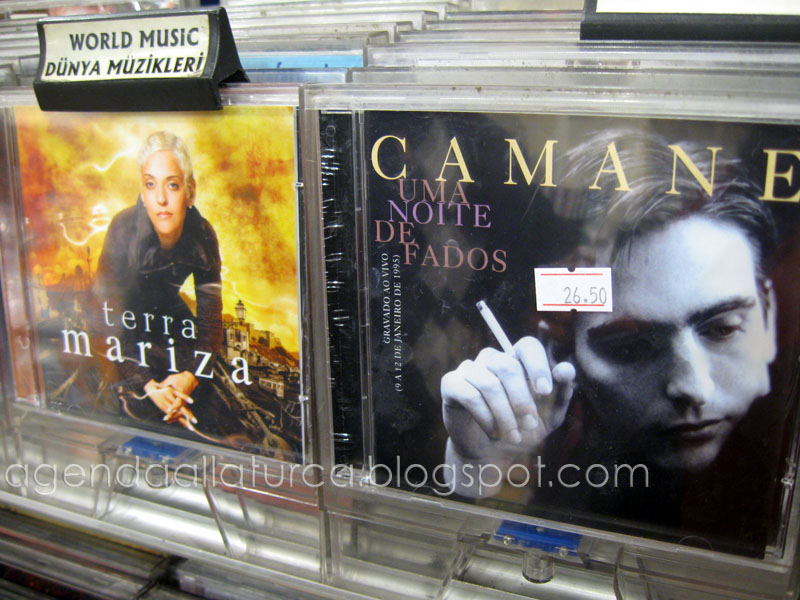 WORLD MUSIC
DÜNYA MÜZİKLERİ
terra
mariza
CAMANE
UMA
NOITE
DE
FADOS
GRAVADO AO VIVO
(9 A 12 DE JANEIRO DE 1995)
26.50
agendaallaturca.blogspot.com